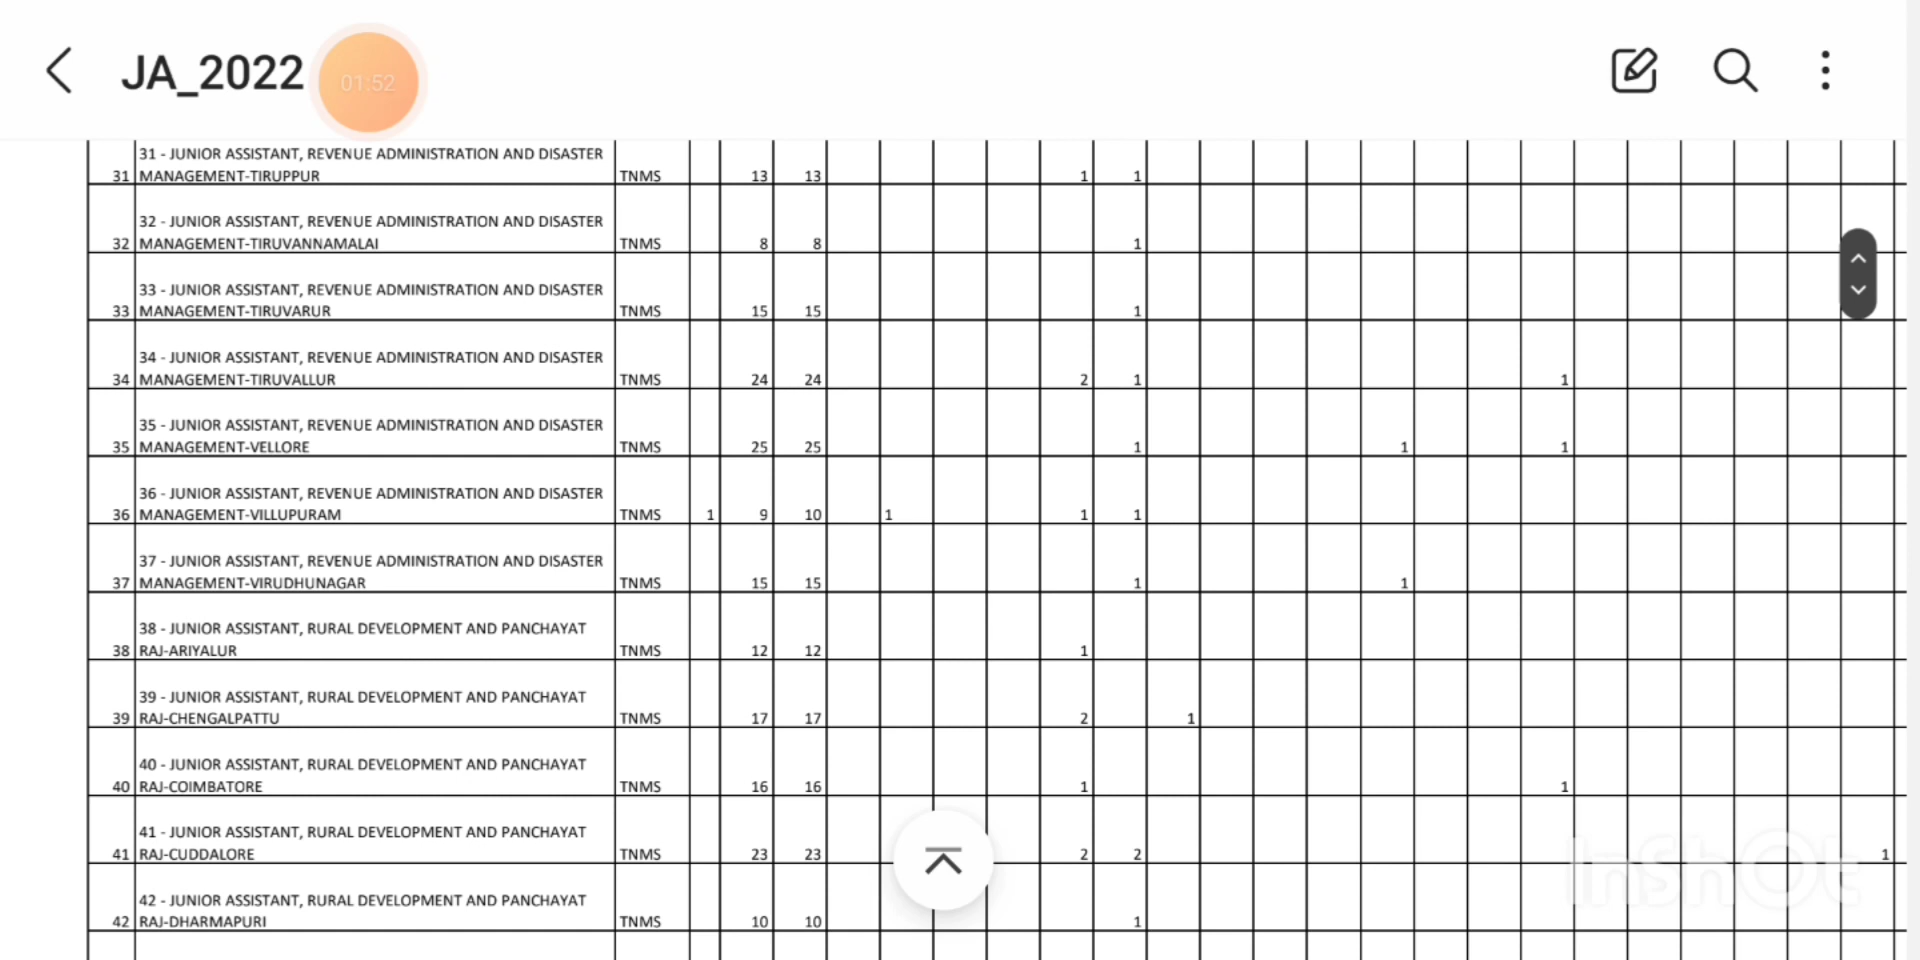 JA_2022
01:52
31 - JUNIOR ASSISTANT, REVENUE ADMINISTRATION AND DISASTER
31 MANAGEMENT-TIRUPPUR TNMS 13 13 1 1
32 - JUNIOR ASSISTANT, REVENUE ADMINISTRATION AND DISASTER
32 MANAGEMENT-TIRUVANNAMALAI TNMS 8 8 1
33 - JUNIOR ASSISTANT, REVENUE ADMINISTRATION AND DISASTER
33 MANAGEMENT-TIRUVARUR TNMS 15 15 1
34 - JUNIOR ASSISTANT, REVENUE ADMINISTRATION AND DISASTER
34 MANAGEMENT-TIRUVALLUR TNMS 24 24 2 1 1
35 - JUNIOR ASSISTANT, REVENUE ADMINISTRATION AND DISASTER
35 MANAGEMENT-VELLORE TNMS 25 25 1 1 1
36 - JUNIOR ASSISTANT, REVENUE ADMINISTRATION AND DISASTER
36 MANAGEMENT-VILLUPURAM TNMS 1 9 10 1 1 1
37 - JUNIOR ASSISTANT, REVENUE ADMINISTRATION AND DISASTER
37 MANAGEMENT-VIRUDHUNAGAR TNMS 15 15 1 1
38 - JUNIOR ASSISTANT, RURAL DEVELOPMENT AND PANCHAYAT
38 RAJ-ARIYALUR TNMS 12 12 1
39 - JUNIOR ASSISTANT, RURAL DEVELOPMENT AND PANCHAYAT
39 RAJ-CHENGALPATTU TNMS 17 17 2 1
40 - JUNIOR ASSISTANT, RURAL DEVELOPMENT AND PANCHAYAT
40 RAJ-COIMBATORE TNMS 16 16 1 1
41 - JUNIOR ASSISTANT, RURAL DEVELOPMENT AND PANCHAYAT
41 RAJ-CUDDALORE TNMS 23 23 2 2 1
42 - JUNIOR ASSISTANT, RURAL DEVELOPMENT AND PANCHAYAT
42 RAJ-DHARMAPURI TNMS 10 10 1
InShOt